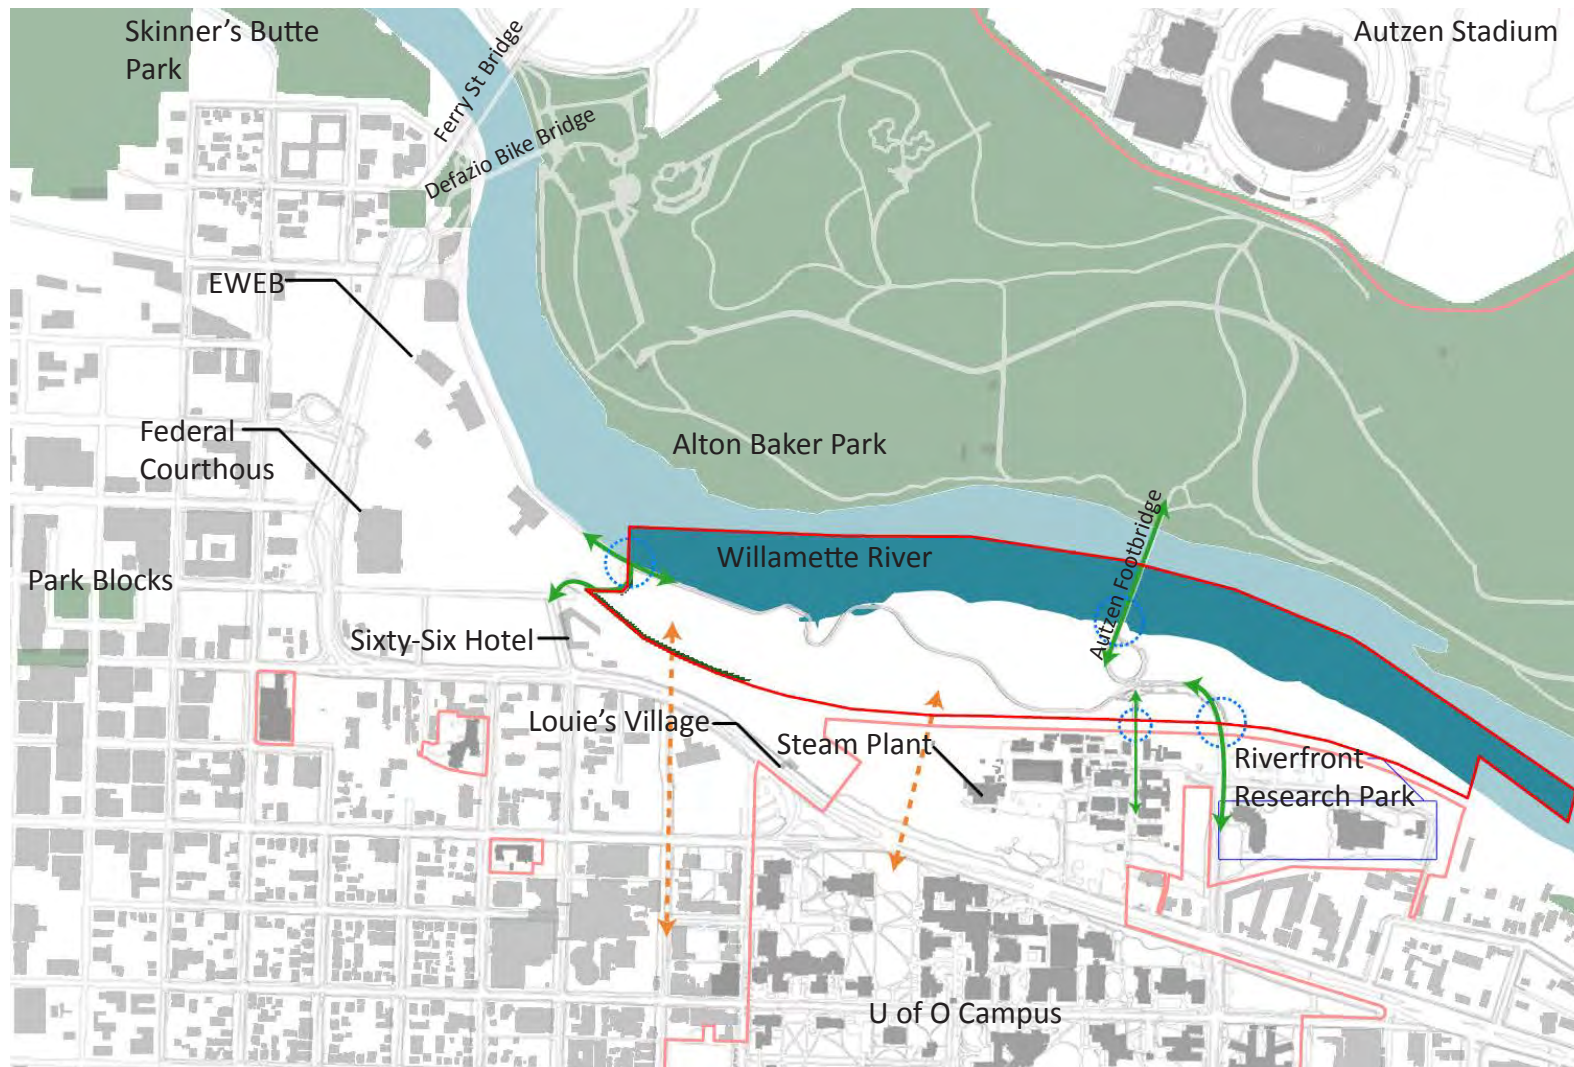 Skinner's Butte
Park
Autzen Stadium
Ferry St Bridge
Defazio Bike Bridge
EWEB
Federal
Courthous
Alton Baker Park
Autzen Footbridge
Willamette River
Park Blocks
Sixty-Six Hotel
Louie's Village
Steam Plant
Riverfront
Research Park
U of O Campus